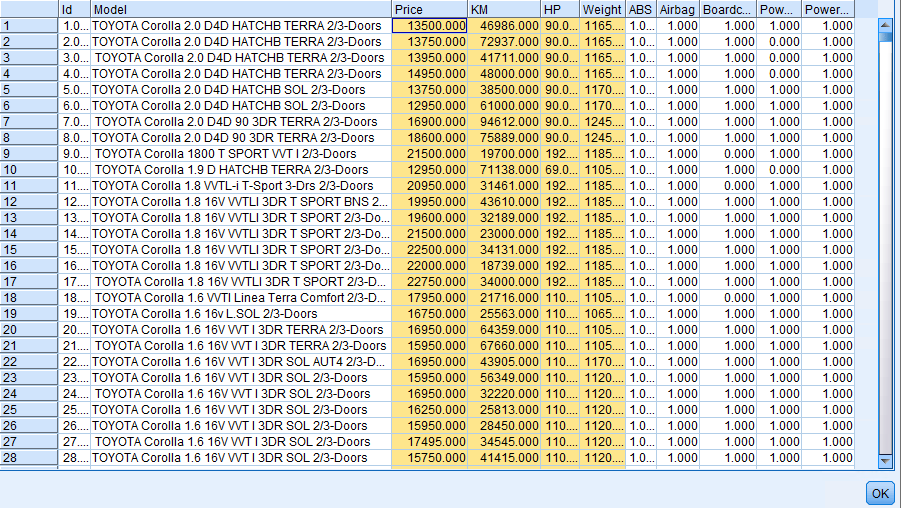 Id Model Price KM HP Weight ABS Airbag Boardc... Pow... Power...
1 1.0... TOYOTA Corolla 2.0 D4D HATCHB TERRA 2/3-Doors 13500.000 46986.000 90.0... 1165.... 1.0... 1.000 1.000 1.000 1.000
2 2.0... TOYOTA Corolla 2.0 D4D HATCHB TERRA 2/3-Doors 13750.000 72937.000 90.0... 1165.... 1.0... 1.000 1.000 0.000 1.000
3 3.0... TOYOTA Corolla 2.0 D4D HATCHB TERRA 2/3-Doors 13950.000 41711.000 90.0... 1165.... 1.0... 1.000 1.000 0.000 1.000
4 4.0... TOYOTA Corolla 2.0 D4D HATCHB TERRA 2/3-Doors 14950.000 48000.000 90.0... 1165.... 1.0... 1.000 1.000 0.000 1.000
5 5.0... TOYOTA Corolla 2.0 D4D HATCHB SOL 2/3-Doors 13750.000 38500.000 90.0... 1170.... 1.0... 1.000 1.000 1.000 1.000
6 6.0... TOYOTA Corolla 2.0 D4D HATCHB SOL 2/3-Doors 12950.000 61000.000 90.0... 1170.... 1.0... 1.000 1.000 1.000 1.000
7 7.0... TOYOTA Corolla 2.0 D4D 90 3DR TERRA 2/3-Doors 16900.000 94612.000 90.0... 1245.... 1.0... 1.000 1.000 1.000 1.000
8 8.0... TOYOTA Corolla 2.0 D4D 90 3DR TERRA 2/3-Doors 18600.000 75889.000 90.0... 1245.... 1.0... 1.000 1.000 1.000 1.000
9 9.0... TOYOTA Corolla 1800 T SPORT VVT I 2/3-Doors 21500.000 19700.000 192.... 1185.... 1.0... 1.000 0.000 1.000 1.000
10 10.... TOYOTA Corolla 1.9 D HATCHB TERRA 2/3-Doors 12950.000 71138.000 69.0... 1105.... 1.0... 1.000 1.000 0.000 1.000
11 11.... TOYOTA Corolla 1.8 VVTL-i T-Sport 3-Drs 2/3-Doors 20950.000 31461.000 192.... 1185.... 1.0... 1.000 0.000 1.000 1.000
12 12.... TOYOTA Corolla 1.8 16V VVTLI 3DR T SPORT BNS 2... 19950.000 43610.000 192.... 1185.... 1.0... 1.000 1.000 1.000 1.000
13 13.... TOYOTA Corolla 1.8 16V VVTLI 3DR T SPORT 2/3-Do... 19600.000 32189.000 192.... 1185.... 1.0... 1.000 1.000 1.000 1.000
14 14.... TOYOTA Corolla 1.8 16V VVTLI 3DR T SPORT 2/3-Do... 21500.000 23000.000 192.... 1185.... 1.0... 1.000 1.000 1.000 1.000
15 15.... TOYOTA Corolla 1.8 16V VVTLI 3DR T SPORT 2/3-Do... 22500.000 34131.000 192.... 1185.... 1.0... 1.000 1.000 1.000 1.000
16 16.... TOYOTA Corolla 1.8 16V VVTLI 3DR T SPORT 2/3-Do... 22000.000 18739.000 192.... 1185.... 1.0... 1.000 1.000 1.000 1.000
17 17.... TOYOTA Corolla 1.8 16V VVTLI 3DR T SPORT 2/3-D... 22750.000 34000.000 192.... 1185.... 1.0... 1.000 1.000 1.000 1.000
18 18.... TOYOTA Corolla 1.6 VVTI Linea Terra Comfort 2/3-D... 17950.000 21716.000 110.... 1105.... 1.0... 1.000 0.000 1.000 1.000
19 19.... TOYOTA Corolla 1.6 16v L.SOL 2/3-Doors 16750.000 25563.000 110.... 1065.... 1.0... 1.000 1.000 1.000 1.000
20 20.... TOYOTA Corolla 1.6 16V VVT I 3DR TERRA 2/3-Doors 16950.000 64359.000 110.... 1105.... 1.0... 1.000 1.000 1.000 1.000
21 21.... TOYOTA Corolla 1.6 16V VVT I 3DR TERRA 2/3-Doors 15950.000 67660.000 110.... 1105.... 1.0... 1.000 1.000 1.000 1.000
22 22.... TOYOTA Corolla 1.6 16V VVT I 3DR SOL AUT4 2/3-D... 16950.000 43905.000 110.... 1170.... 1.0... 1.000 1.000 1.000 1.000
23 23.... TOYOTA Corolla 1.6 16V VVT I 3DR SOL 2/3-Doors 15950.000 56349.000 110.... 1120.... 1.0... 1.000 1.000 1.000 1.000
24 24.... TOYOTA Corolla 1.6 16V VVT I 3DR SOL 2/3-Doors 16950.000 32220.000 110.... 1120.... 1.0... 1.000 1.000 1.000 1.000
25 25.... TOYOTA Corolla 1.6 16V VVT I 3DR SOL 2/3-Doors 16250.000 25813.000 110.... 1120.... 1.0... 1.000 1.000 1.000 1.000
26 26.... TOYOTA Corolla 1.6 16V VVT I 3DR SOL 2/3-Doors 15950.000 28450.000 110.... 1120.... 1.0... 1.000 1.000 1.000 1.000
27 27.... TOYOTA Corolla 1.6 16V VVT I 3DR SOL 2/3-Doors 17495.000 34545.000 110.... 1120.... 1.0... 1.000 1.000 1.000 1.000
28 28.... TOYOTA Corolla 1.6 16V VVT I 3DR SOL 2/3-Doors 15750.000 41415.000 110.... 1120.... 1.0... 1.000 1.000 1.000 1.000
OK